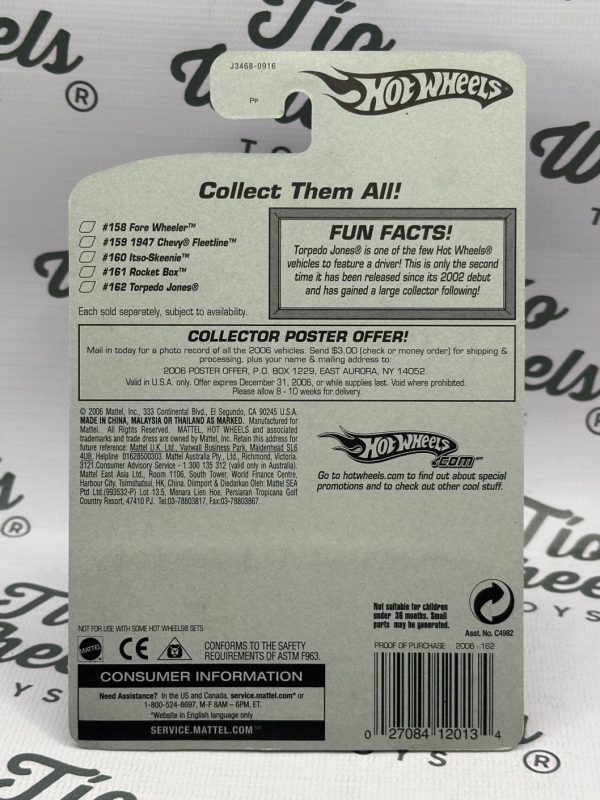 J3468-0916
Pp
HOT WHEELS
Collect Them All!
#158 Fore Wheeler™
#159 1947 Chevy® Fleetline™
#160 Itso-Skeenie™
#161 Rocket Box™
#162 Torpedo Jones®
Each sold separately, subject to availability.
FUN FACTS!
Torpedo Jones® is one of the few Hot Wheels®
vehicles to feature a driver! This is only the second
time it has been released since its 2002 debut
and has gained a large collector following!
COLLECTOR POSTER OFFER!
Mail in today for a photo record of all the 2006 vehicles. Send $3.00 (check or money order) for shipping &
processing, plus your name & mailing address to:
2006 POSTER OFFER, P.O. BOX 1229, EAST AURORA, NY 14052.
Valid in U.S.A. only. Offer expires December 31, 2006, or while supplies last. Void where prohibited.
Please allow 8 - 10 weeks for delivery.
© 2006 Mattel, Inc., 333 Continental Blvd., El Segundo, CA 90245 U.S.A.
MADE IN CHINA, MALAYSIA OR THAILAND AS MARKED. Manufactured for
Mattel. All Rights Reserved. MATTEL, HOT WHEELS and associated
trademarks and trade dress are owned by Mattel, Inc. Retain this address for
future reference: Mattel U.K. Ltd., Vanwall Business Park, Maidenhead SL6
4UB. Helpline 01628500303. Mattel Australia Pty., Ltd., Richmond, Victoria.
3121.Consumer Advisory Service - 1 300 135 312 (valid only in Australia).
Mattel East Asia Ltd., Room 1106, South Tower, World Finance Centre,
Harbour City, Tsimshatsui, HK, China. Diimport & Diedarkan Oleh: Mattel SEA
Ptd Ltd.(993532-P) Lot 13.5, Menara Lien Hoe, Persiaran Tropicana Golf
Country Resort, 47410 PJ. Tel:03-78803817, Fax:03-78803867.
HOT WHEELS
.COM™
Go to hotwheels.com to find out about special
promotions and to check out other cool stuff.
Not suitable for children
under 36 months. Small
parts may be generated.
Asst. No. C4982
NOT FOR USE WITH SOME HOT WHEELS® SETS.
MATTEL
CE
CONFORMS TO THE SAFETY
REQUIREMENTS OF ASTM F963.
PROOF OF PURCHASE 2006 - 162
CONSUMER INFORMATION
Need Assistance? In the US and Canada, service.mattel.com* or
1-800-524-8697, M-F 8AM – 6PM, ET.
*Website in English language only
SERVICE.MATTEL.COM™
0 27084 12013 4
Tio
Wheels
TOYS
®